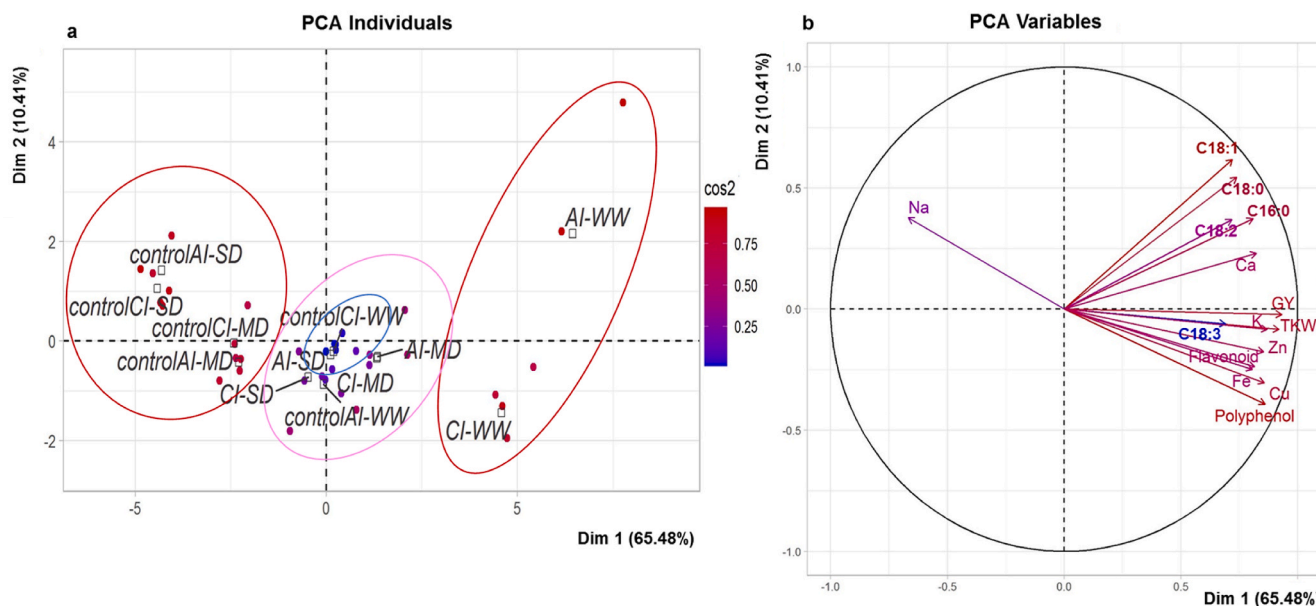 a
PCA Individuals
Dim 2 (10.41%)
4
2
0
-2
-5
0
5
Dim 1 (65.48%)
AI-WW
controlAI-SD
controlCI-SD
controlCI-MD
controlCI-WW
controlAI-MD
AI-SD
AI-MD
CI-SD
CI-MD
controlAI-WW
CI-WW
cos2
0.75
0.50
0.25
b
PCA Variables
Dim 2 (10.41%)
1.0
0.5
0.0
-0.5
-1.0
-1.0
-0.5
0.0
0.5
Dim 1 (65.48%)
C18:1
C18:0
Na
C16:0
C18:2
Ca
GY
K
TKW
C18:3
Zn
Flavonoid
Fe
Cu
Polyphenol